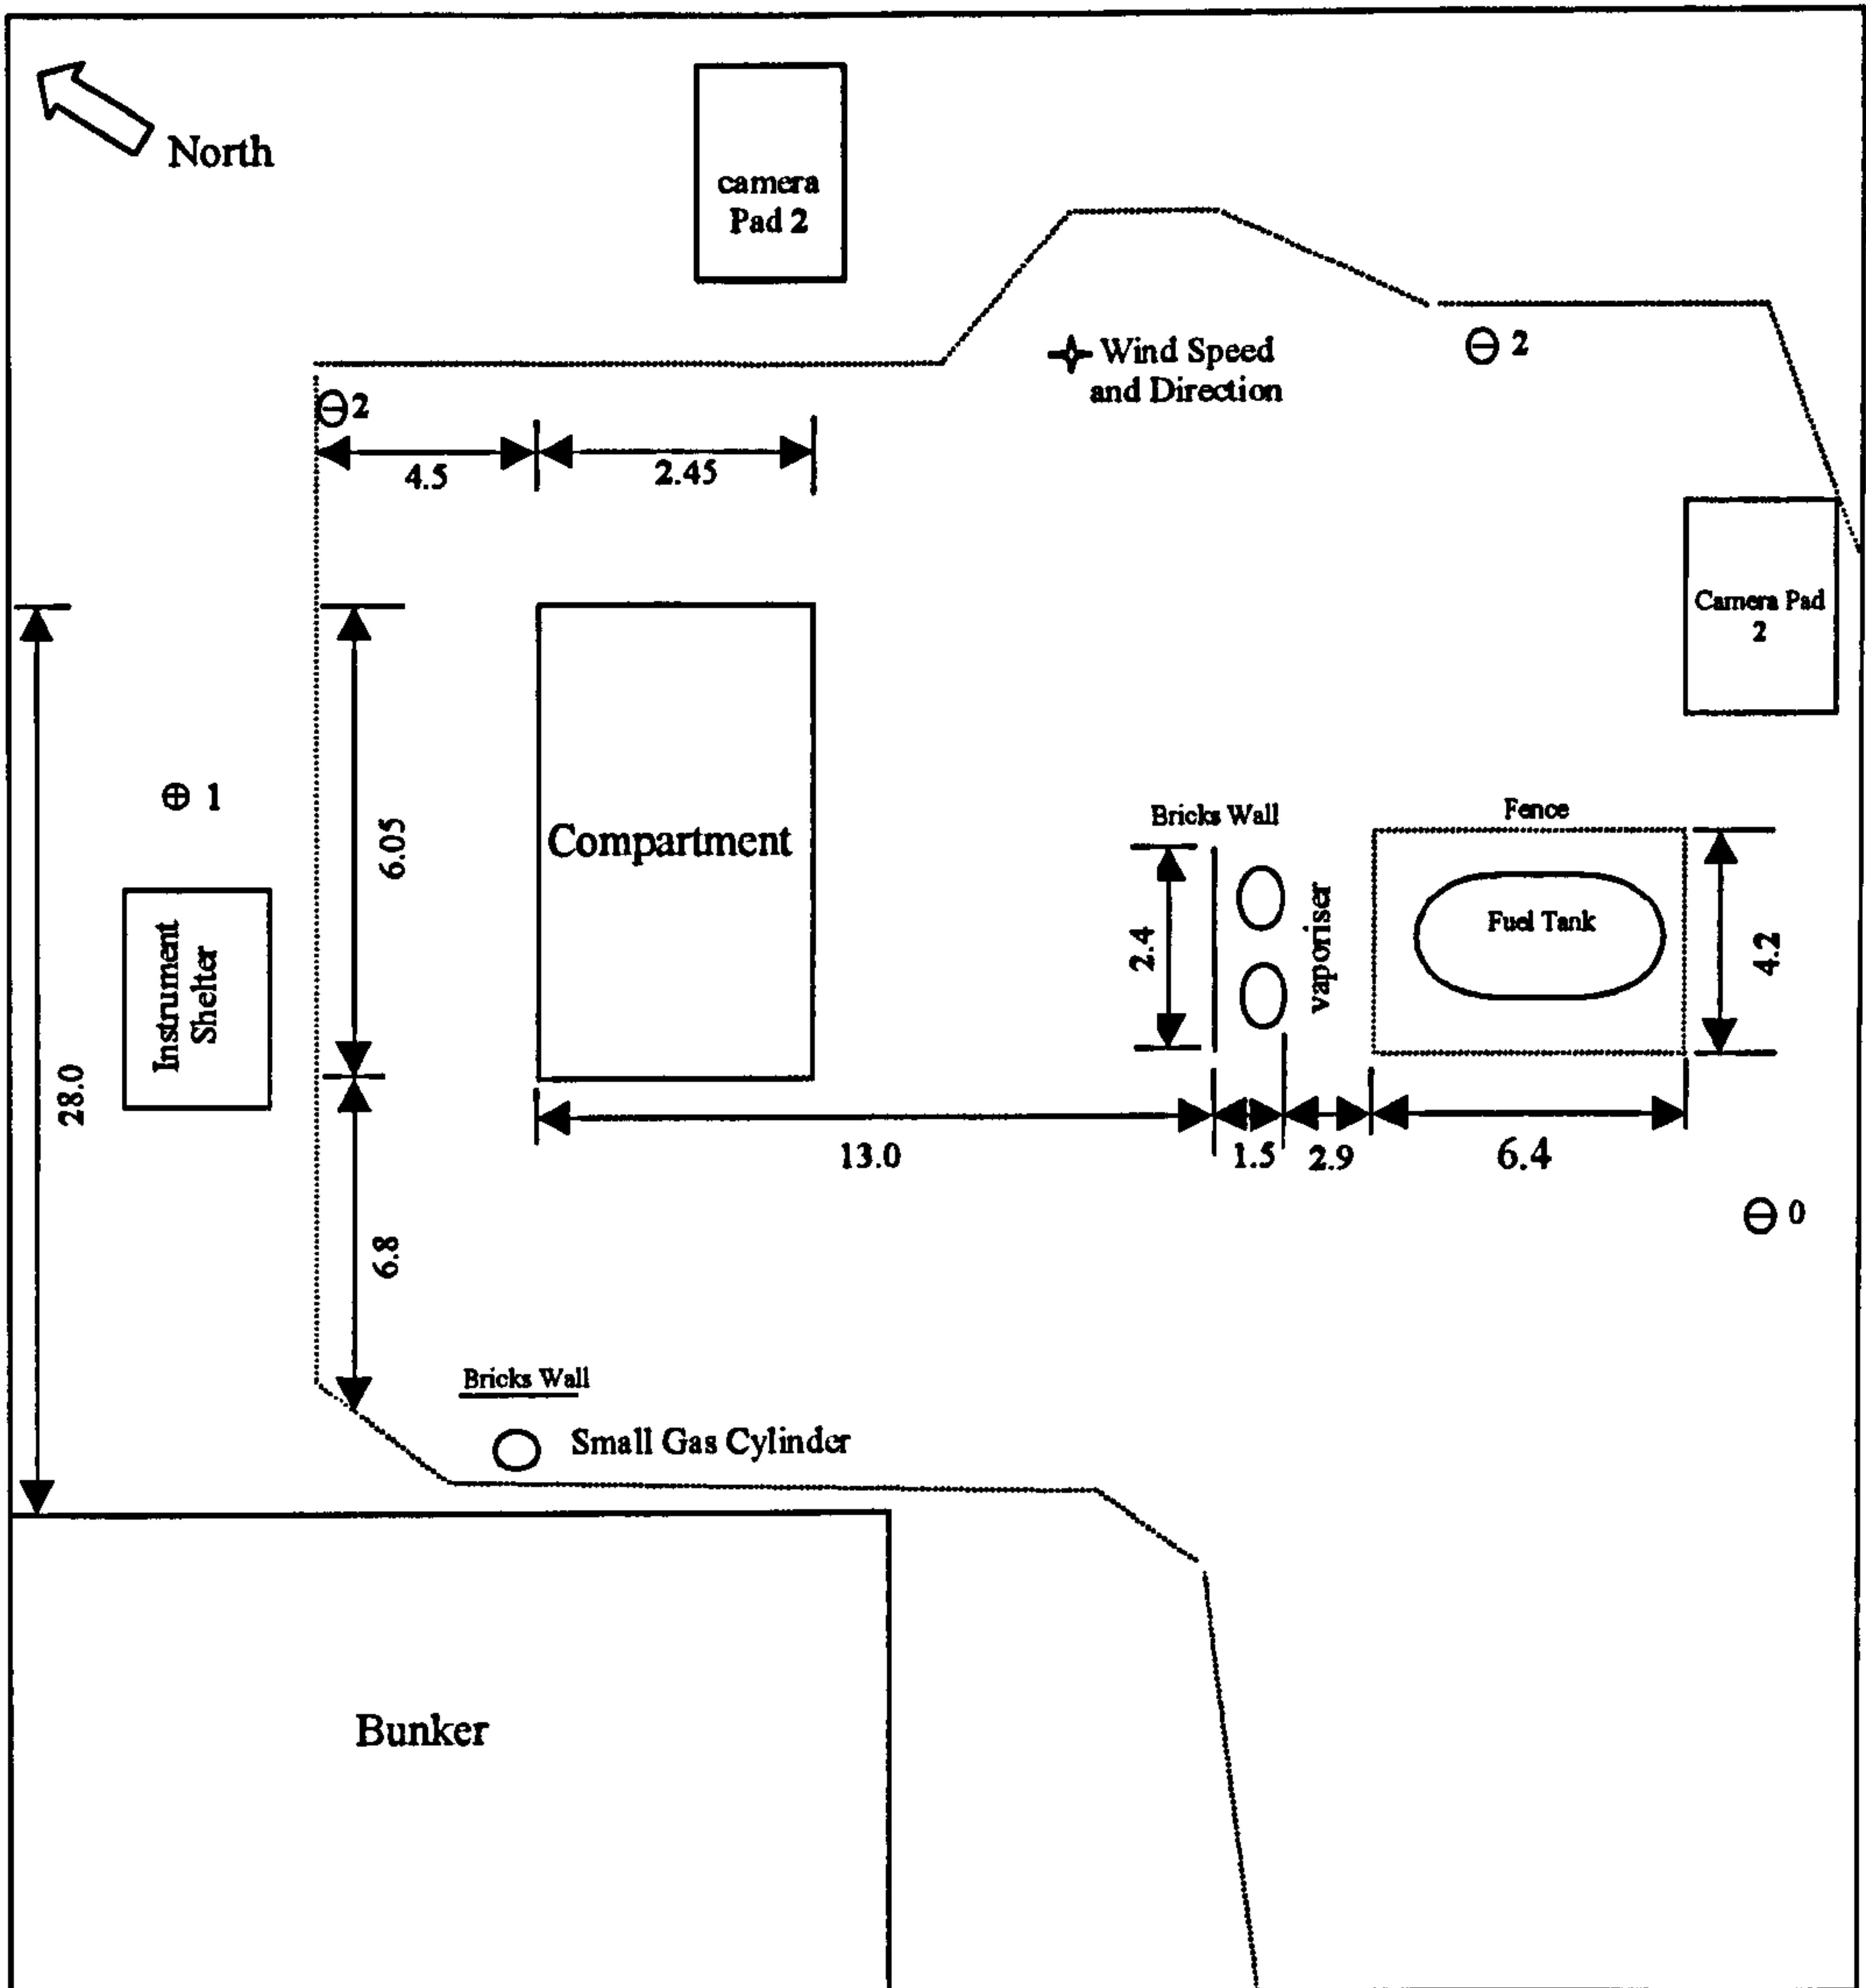 North
camera
Pad 2
Wind Speed
and Direction
2
2
4.5
2.45
Camera Pad
2
1
6.05
Compartment
Bricks Wall
Fence
Instrument
Shelter
2.4
vaporiser
Fuel Tank
4.2
28.0
13.0
1.5
2.9
6.4
0
6.8
Bricks Wall
Small Gas Cylinder
Bunker